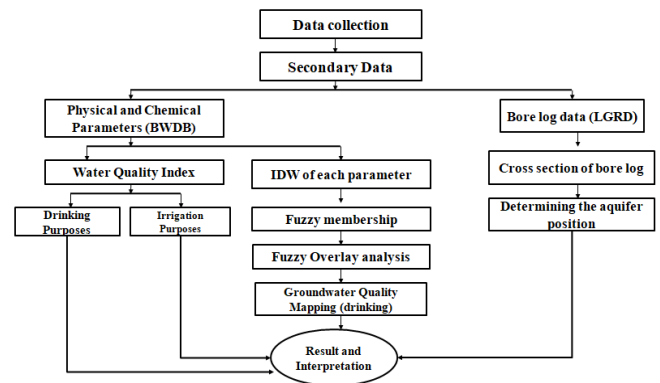 Data collection
Secondary Data
Physical and Chemical
Parameters (BWDB)
Bore log data (LGRD)
Water Quality Index
IDW of each parameter
Cross section of bore log
Drinking
Purposes
Irrigation
Purposes
Fuzzy membership
Determining the aquifer
position
Fuzzy Overlay analysis
Groundwater Quality
Mapping (drinking)
Result and
Interpretation